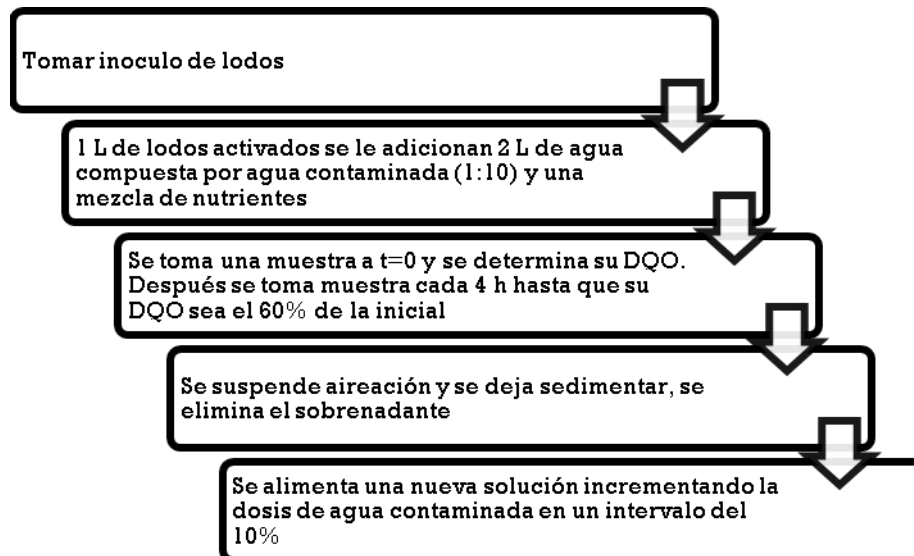 Tomar inoculo de lodos
1 L de lodos activados se le adicionan 2 L de agua
compuesta por agua contaminada (1:10) y una
mezcla de nutrientes
Se toma una muestra a t=0 y se determina su DQO.
Después se toma muestra cada 4 h hasta que su
DQO sea el 60% de la inicial
Se suspende aireación y se deja sedimentar, se
elimina el sobrenadante
Se alimenta una nueva solución incrementando la
dosis de agua contaminada en un intervalo del
10%